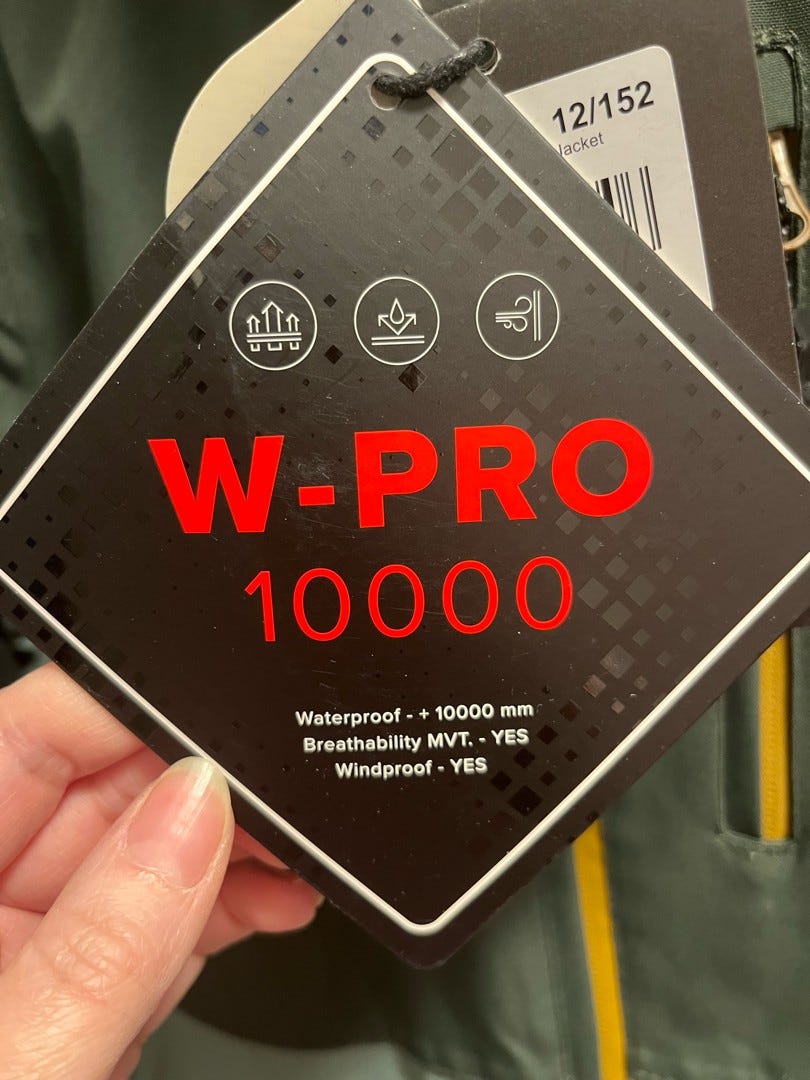 12/152
Jacket
W-PRO
10000
Waterproof - + 10000 mm
Breathability MVT. - YES
Windproof - YES